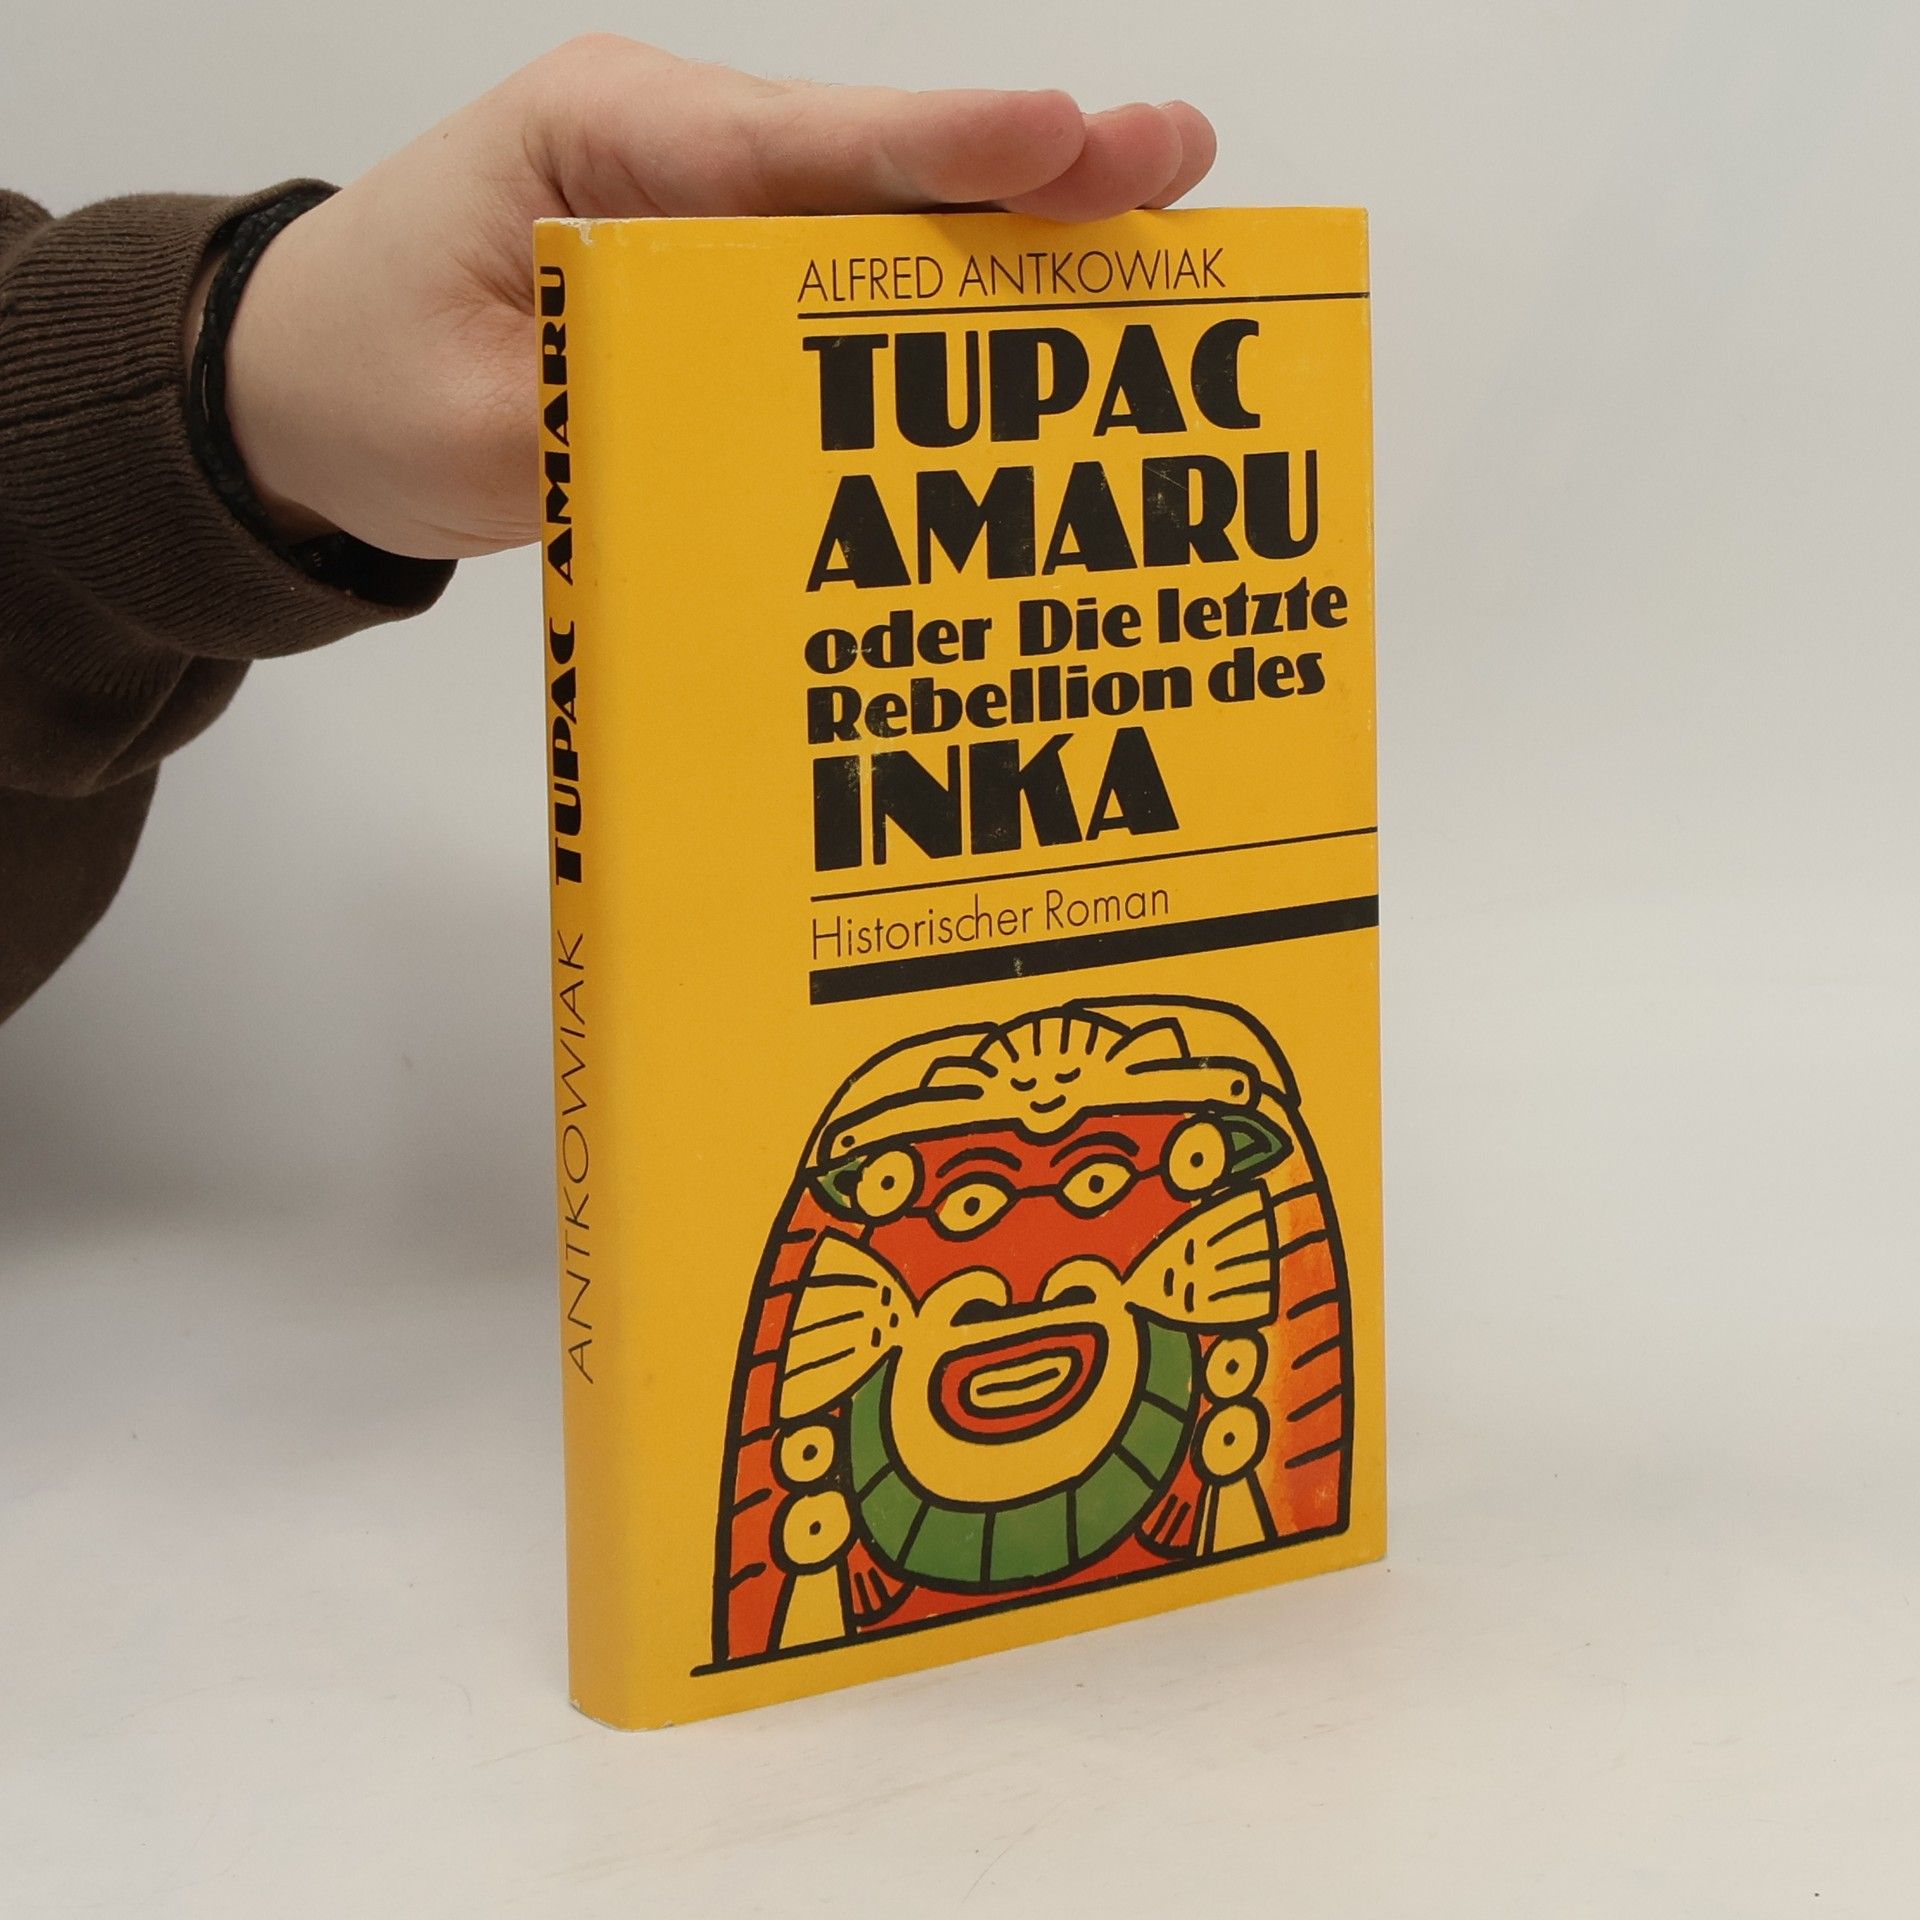 ALFRED ANTKOWIAK
TUPAC
AMARU
oder Die letzte
Rebellion des
INKA
Historischer Roman
ANTKOWIAK TUPAC AMARU